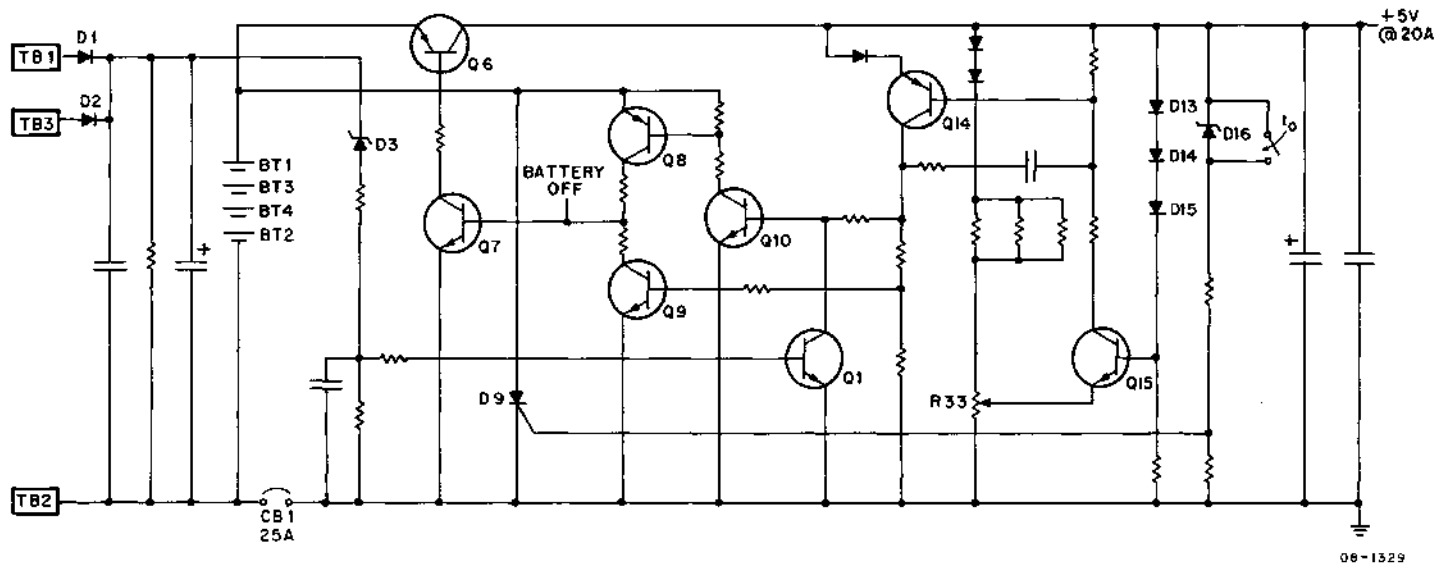 +5V
@20A
TB1
D1
Q6
TB3
D2
D3
Q8
Q14
D13
D16
to
BT1
BT3
BT4
BT2
BATTERY
OFF
D14
D15
Q7
Q10
Q9
Q1
Q15
D9
R33
TB2
CB1
25A
08-1329